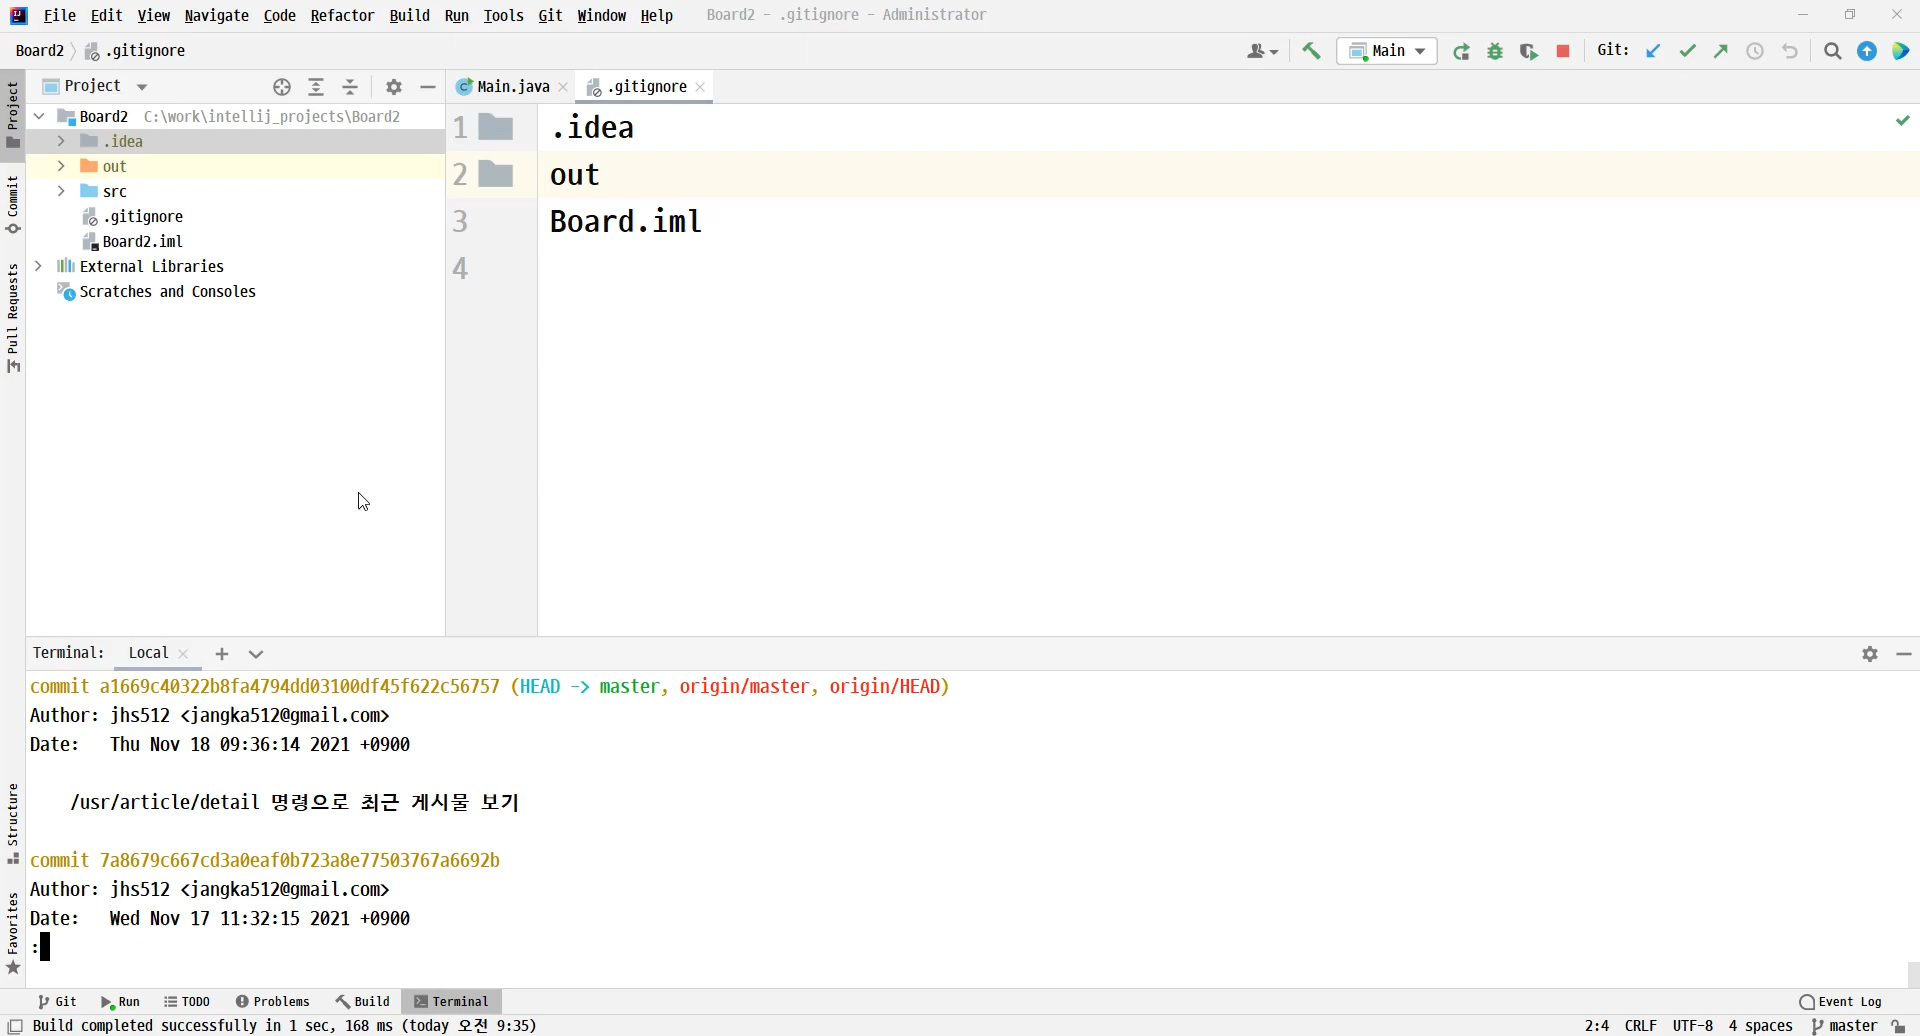 File Edit View Navigate Code Refactor Build Run Tools Git Window Help Board2 - .gitignore - Administrator
Board2 .gitignore Main Git:
Project
Main.java .gitignore
Board2 C:\work\intellij_projects\Board2
.idea
out
src
.gitignore
Board2.iml
External Libraries
Scratches and Consoles
Project
Commit
Pull Requests
Structure
Favorites
1 .idea
2 out
3 Board.iml
4
Terminal: Local
commit a1669c40322b8fa4794dd03100df45f622c56757 (HEAD -> master, origin/master, origin/HEAD)
Author: jhs512 <jangka512@gmail.com>
Date: Thu Nov 18 09:36:14 2021 +0900
/usr/article/detail 명령으로 최근 게시물 보기
commit 7a8679c667cd3a0eaf0b723a8e77503767a6692b
Author: jhs512 <jangka512@gmail.com>
Date: Wed Nov 17 11:32:15 2021 +0900
:
Git Run TODO Problems Build Terminal Event Log
Build completed successfully in 1 sec, 168 ms (today 오전 9:35) 2:4 CRLF UTF-8 4 spaces master